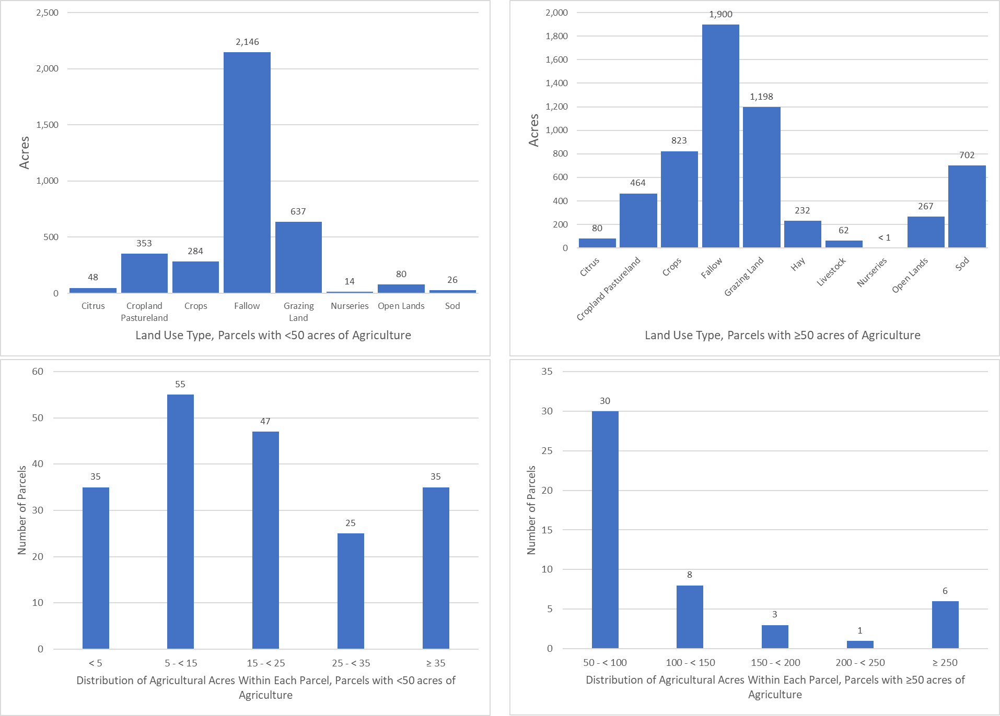 2,500
2,000
1,500
1,000
500
0
Acres
2,146
637
353
284
48
14
80
26
Citrus
Cropland
Pastureland
Crops
Fallow
Grazing
Land
Nurseries
Open Lands
Sod
Land Use Type, Parcels with <50 acres of Agriculture
2,000
1,800
1,600
1,400
1,200
1,000
800
600
400
200
0
Acres
80
464
823
1,900
1,198
232
62
< 1
267
702
Citrus
Cropland Pastureland
Crops
Fallow
Grazing Land
Hay
Livestock
Nurseries
Open Lands
Sod
Land Use Type, Parcels with ≥50 acres of Agriculture
60
50
40
30
20
10
0
Number of Parcels
35
55
47
25
35
< 5
5 - < 15
15 - < 25
25 - < 35
≥ 35
Distribution of Agricultural Acres Within Each Parcel, Parcels with <50 acres of
Agriculture
35
30
25
20
15
10
5
0
Number of Parcels
30
8
3
1
6
50 - < 100
100 - < 150
150 - < 200
200 - < 250
≥ 250
Distribution of Agricultural Acres Within Each Parcel, Parcels with ≥50 acres of
Agriculture